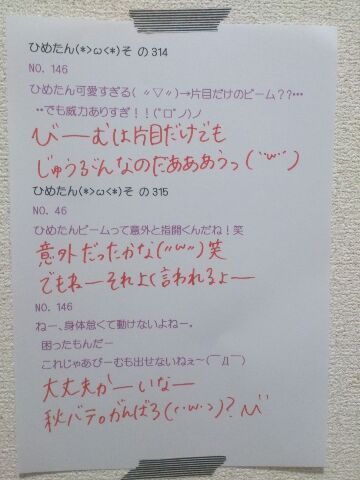 ひめたん(*>ω<*)そ の314
NO. 146
ひめたん可愛すぎる( 〃▽〃)→片目だけのビーム??‥‥
‥でも威力ありすぎ!!(ﾟロﾟノ)ノ
びーむは片目だけでも
じゅうぶんなのだあああうっ(´ω`)
ひめたん(*>ω<*)そ の315
NO. 46
ひめたんビームって意外と指開くんだね!笑
意外だったかな(''ω'')笑
でもねーそれよく言われるよー
NO. 146
ねー、身体怠くて動けないよねー。
困ったもんだー
これじゃあびーむも出せないねぇ〜(￣Д￣)
大丈夫かーいなー
秋バテ。がんばろ(‘･ω･`)?